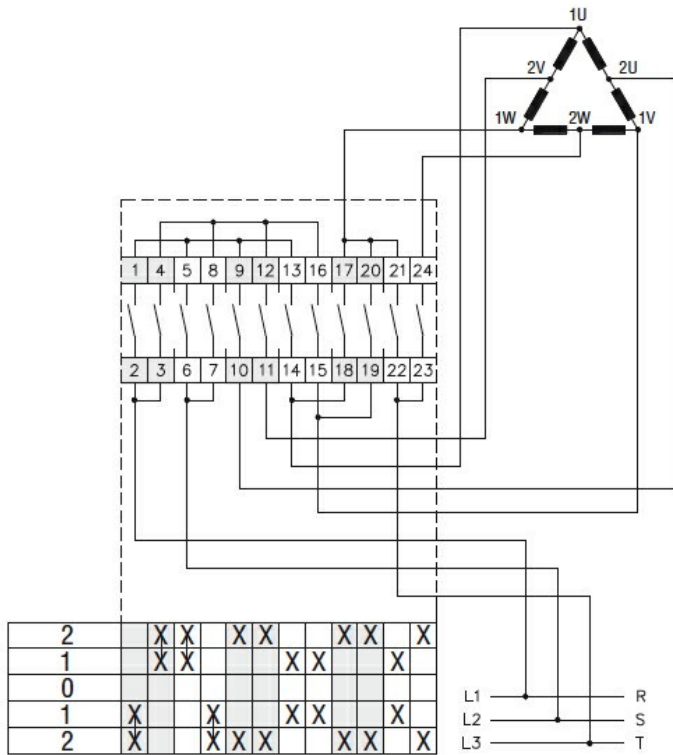 1U
2V 2U
1W 2W 1V
1 4 5 8 9 12 13 16 17 20 21 24
2 3 6 7 10 11 14 15 18 19 22 23
2 X X X X X X X
1 X X X X X
0
1 X X X X X
2 X X X X X X X
L1 R
L2 S
L3 T